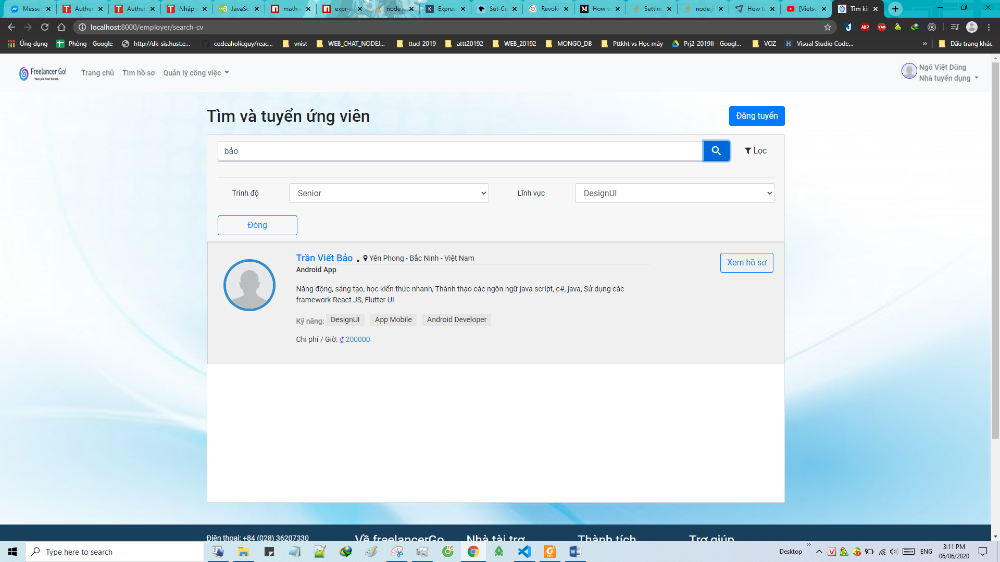 Messe
Auther
Auther
Nhập r
JavaSc
math-e
expr-e
node.j
Expres
Set-Co
Revoki
How to
Setting
node.j
How to
[Vietsu
Tìm kiế
localhost:8000/employer/search-cv
Ứng dụng
Phòng - Google
http://dk-sis.hust.e...
codeaholicguy/reac...
vnist
WEB_CHAT_NODEJ...
ttud-2019
attt20192
WEB_20192
MONGO_DB
Pttkht vs Học máy
Prj2-2019II - Googl...
VOZ
Visual Studio Code...
»
Dấu trang khác
Freelancer Go!
Your job. Your Future.
Trang chủ
Tìm hồ sơ
Quản lý công việc
Ngô Việt Dũng
Nhà tuyển dụng
Tìm và tuyển ứng viên
Đăng tuyển
bảo
Lọc
Trình độ
Senior
Lĩnh vực
DesignUI
Đóng
Trần Viết Bảo . Yên Phong - Bắc Ninh - Việt Nam
Xem hồ sơ
Android App
Năng động, sáng tạo, học kiến thức nhanh, Thành thạo các ngôn ngữ java script, c#, java, Sử dụng các
framework React JS, Flutter UI
Kỹ năng: DesignUI App Mobile Android Developer
Chi phí / Giờ: ₫ 200000
Điện thoại: +84 (028) 36207330
Về freelancerGo
Nhà tài trợ
Thành tích
Trợ giúp
Type here to search
Desktop
»
ENG
3:11 PM
06/06/2020